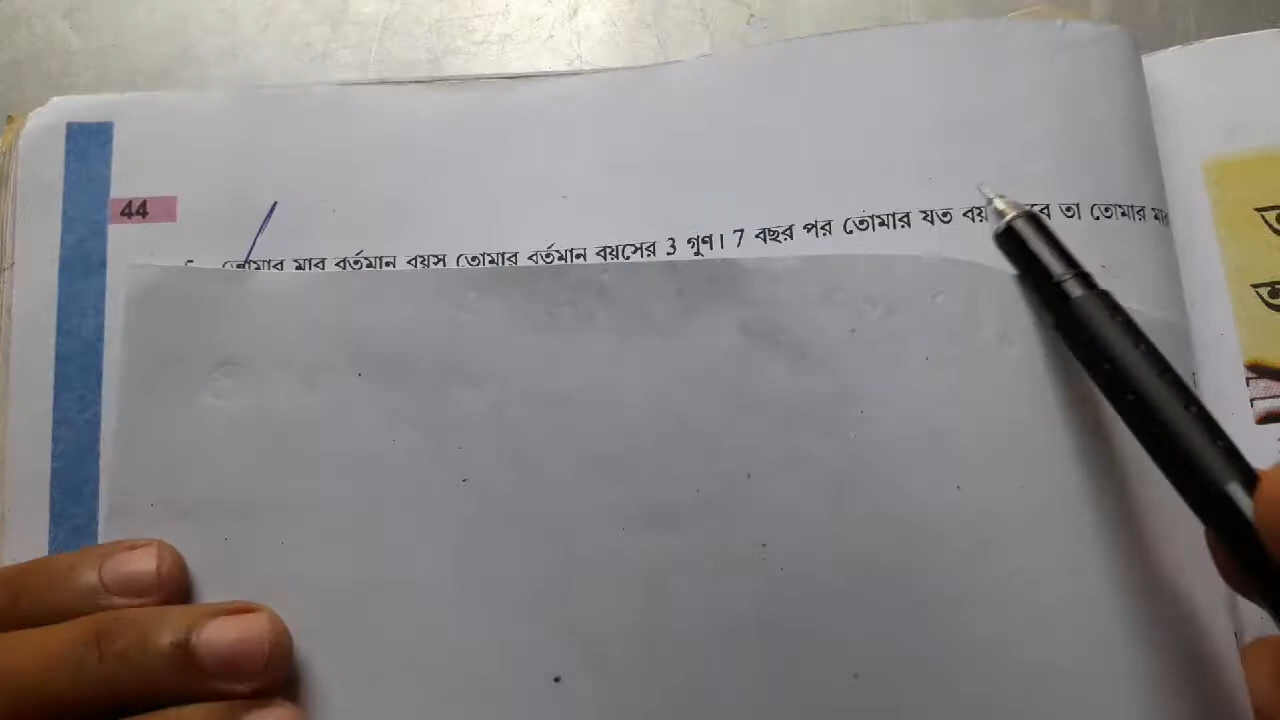 44
তোমার মার বর্তমান বয়স তোমার বর্তমান বয়সের 3 গুণ। 7 বছর পর তোমার যত বয় তা তোমার মার